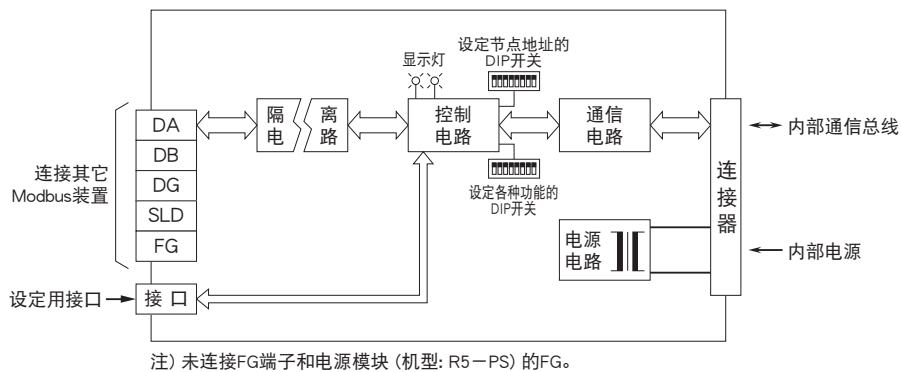 设定节点地址的
DIP开关
显示灯
隔 离
电 路
控制
电路
通信
电路
DA
DB
DG
SLD
FG
连接其它
Modbus装置
设定各种功能的
DIP开关
连接器
内部通信总线
电源
电路
内部电源
设定用接口
接 口
注) 未连接FG端子和电源模块 (机型: R5－PS) 的FG。